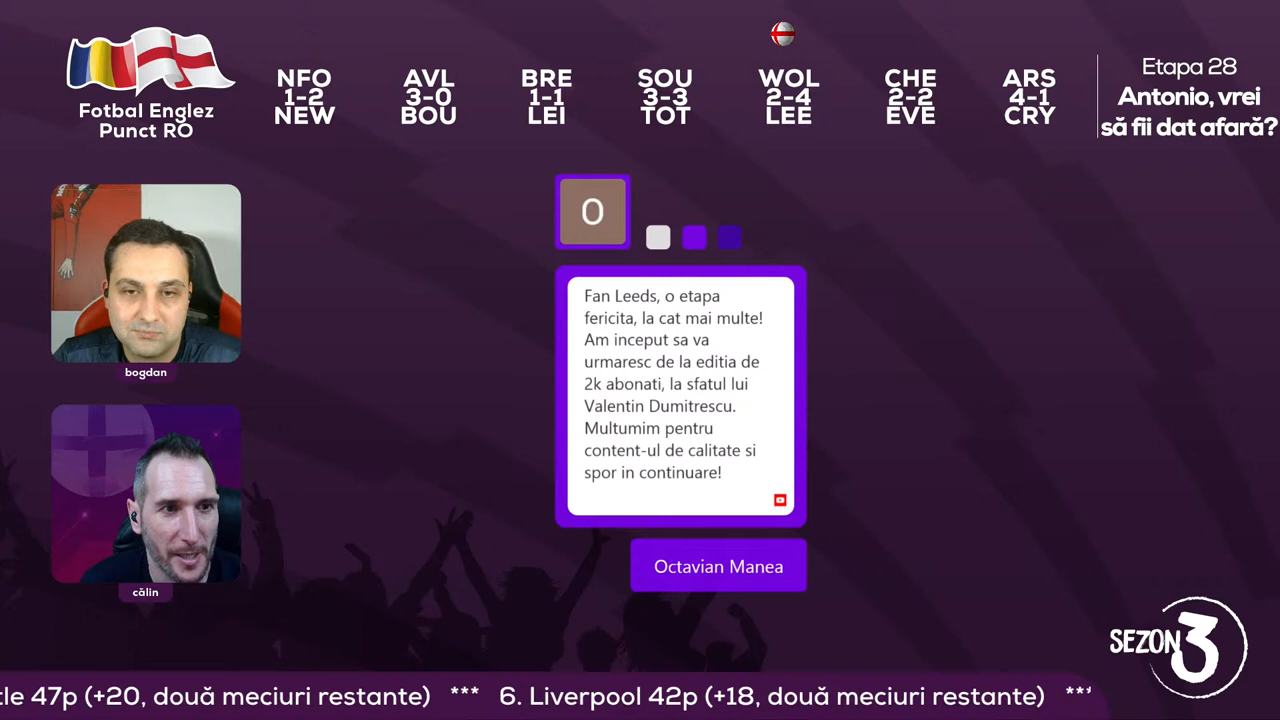 Fotbal Englez
Punct RO
NFO
1-2
NEW
AVL
3-0
BOU
BRE
1-1
LEI
SOU
3-3
TOT
WOL
2-4
LEE
CHE
2-2
EVE
ARS
4-1
CRY
Etapa 28
Antonio, vrei
să fii dat afară?
bogdan
călin
O
Fan Leeds, o etapa
fericita, la cat mai multe!
Am inceput sa va
urmaresc de la editia de
2k abonati, la sfatul lui
Valentin Dumitrescu.
Multumim pentru
content-ul de calitate si
spor in continuare!
Octavian Manea
SEZON 3
tle 47p (+20, două meciuri restante) *** 6. Liverpool 42p (+18, două meciuri restante) ***